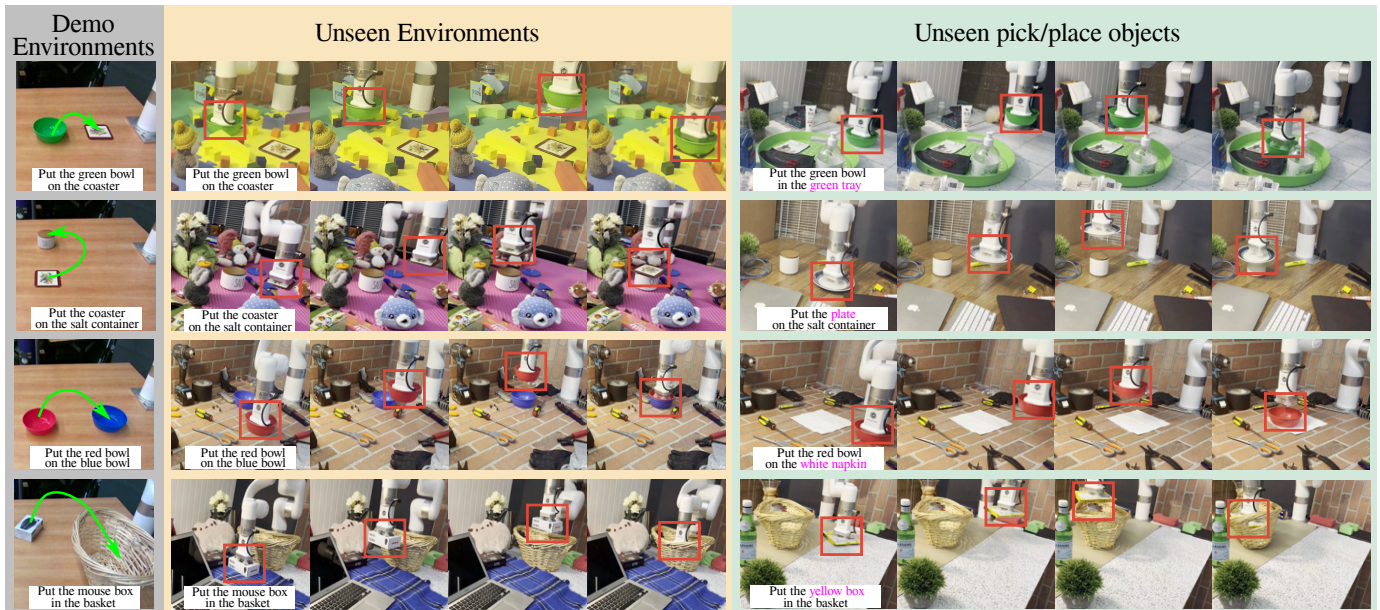 Demo
Environments
Unseen Environments
Unseen pick/place objects
Put the green bowl
on the coaster
Put the green bowl
on the coaster
Put the green bowl
in the green tray
Put the coaster
on the salt container
Put the coaster
on the salt container
Put the plate
on the salt container
Put the red bowl
on the blue bowl
Put the red bowl
on the blue bowl
Put the red bowl
on the white napkin
Put the mouse box
in the basket
Put the mouse box
in the basket
Put the yellow box
in the basket